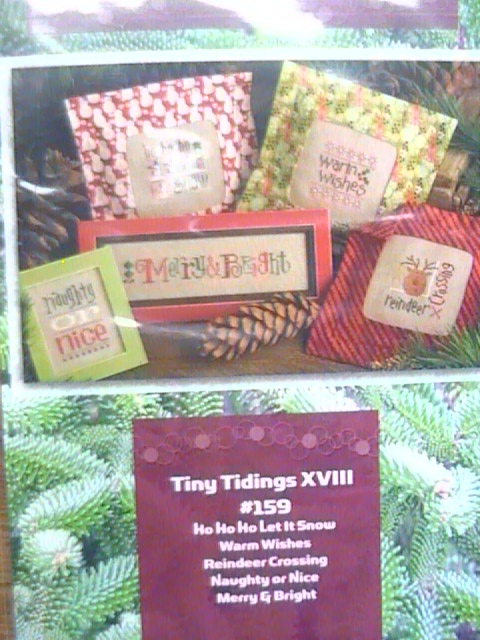 warm
wishes
Merry & Bright
naughty
or
nice
reindeer Xcrossing
Tiny Tidings XVIII
#159
Ho Ho Ho Let It Snow
Warm Wishes
Reindeer Crossing
Naughty or Nice
Merry & Bright